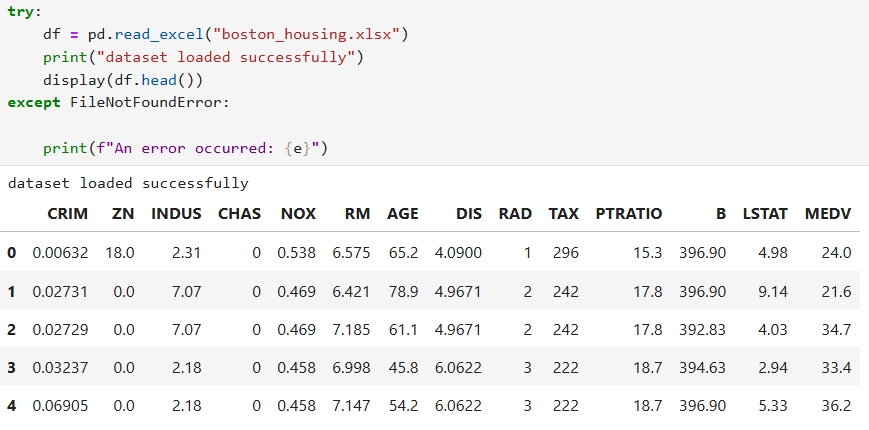 try:
    df = pd.read_excel("boston_housing.xlsx")
    print("dataset loaded successfully")
    display(df.head())
except FileNotFoundError:
    print(f"An error occurred: {e}")
dataset loaded successfully
CRIM ZN INDUS CHAS NOX RM AGE DIS RAD TAX PTRATIO B LSTAT MEDV
0 0.00632 18.0 2.31 0 0.538 6.575 65.2 4.0900 1 296 15.3 396.90 4.98 24.0
1 0.02731 0.0 7.07 0 0.469 6.421 78.9 4.9671 2 242 17.8 396.90 9.14 21.6
2 0.02729 0.0 7.07 0 0.469 7.185 61.1 4.9671 2 242 17.8 392.83 4.03 34.7
3 0.03237 0.0 2.18 0 0.458 6.998 45.8 6.0622 3 222 18.7 394.63 2.94 33.4
4 0.06905 0.0 2.18 0 0.458 7.147 54.2 6.0622 3 222 18.7 396.90 5.33 36.2